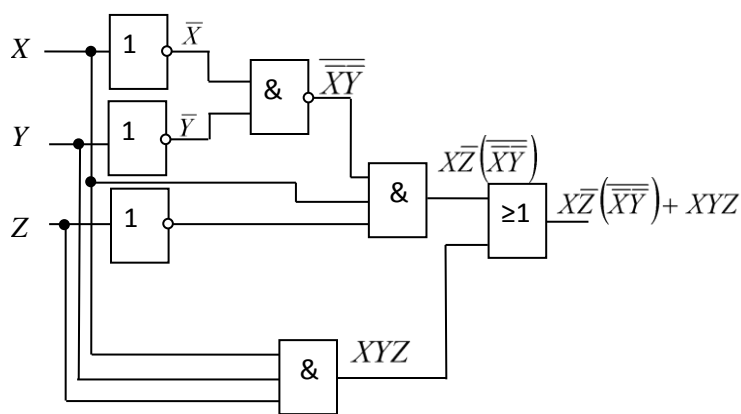 X
1
X̅
&
\overline{\overline{X}\,\overline{Y}}
Y
1
Y̅
XZ̅(\overline{\overline{X}\,\overline{Y}})
&
≥1
XZ̅(\overline{\overline{X}\,\overline{Y}}) + XYZ
Z
1
XYZ
&